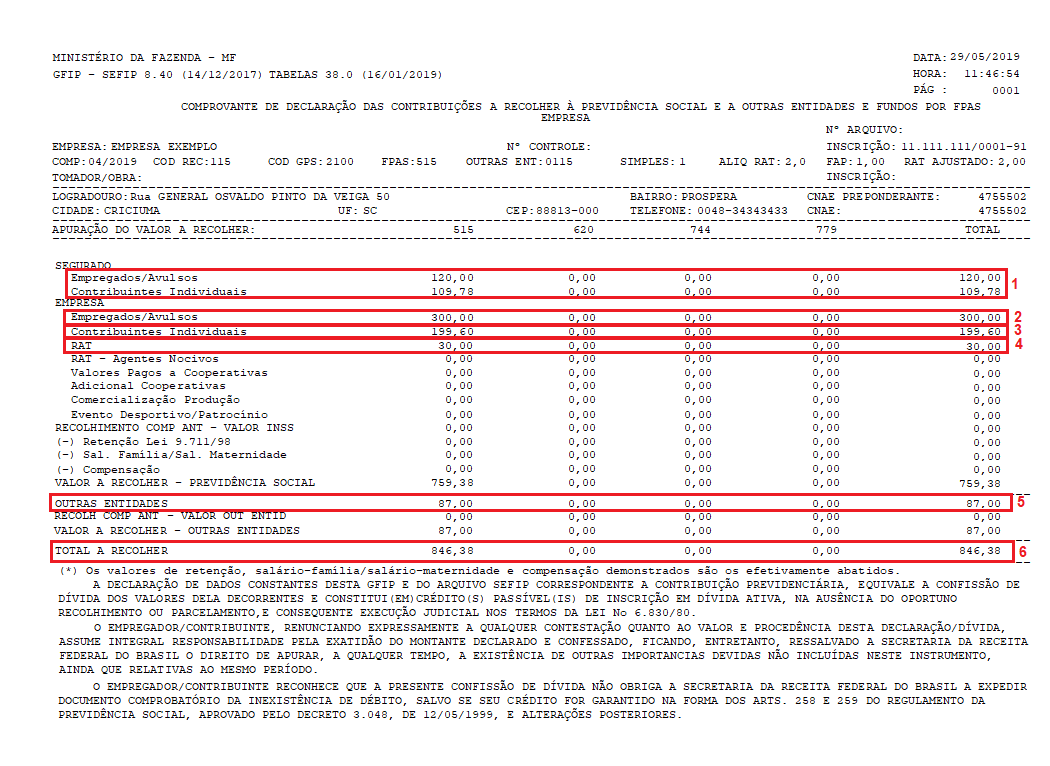 MINISTÉRIO DA FAZENDA - MF DATA: 29/05/2019
GFIP - SEFIP 8.40 (14/12/2017) TABELAS 38.0 (16/01/2019) HORA: 11:46:54
PÁG : 0001
COMPROVANTE DE DECLARAÇÃO DAS CONTRIBUIÇÕES A RECOLHER À PREVIDÊNCIA SOCIAL E A OUTRAS ENTIDADES E FUNDOS POR FPAS
EMPRESA
N° ARQUIVO:
EMPRESA: EMPRESA EXEMPLO N° CONTROLE: INSCRIÇÃO: 11.111.111/0001-91
COMP: 04/2019 COD REC: 115 COD GPS: 2100 FPAS: 515 OUTRAS ENT: 0115 SIMPLES: 1 ALIQ RAT: 2,0 FAP: 1,00 RAT AJUSTADO: 2,00
TOMADOR/OBRA: INSCRIÇÃO:
LOGRADOURO: Rua GENERAL OSVALDO PINTO DA VEIGA 50 BAIRRO: PROSPERA CNAE PREPONDERANTE: 4755502
CIDADE: CRICIUMA UF: SC CEP: 88813-000 TELEFONE: 0048-34343433 CNAE: 4755502
APURAÇÃO DO VALOR A RECOLHER: 515 620 744 779 TOTAL
SEGURADO
Empregados/Avulsos 120,00 0,00 0,00 0,00 120,00
1
Contribuintes Individuais 109,78 0,00 0,00 0,00 109,78
EMPRESA
Empregados/Avulsos 300,00 0,00 0,00 0,00 300,00 2
Contribuintes Individuais 199,60 0,00 0,00 0,00 199,60 3
RAT 30,00 0,00 0,00 0,00 30,00 4
RAT - Agentes Nocivos 0,00 0,00 0,00 0,00 0,00
Valores Pagos a Cooperativas 0,00 0,00 0,00 0,00 0,00
Adicional Cooperativas 0,00 0,00 0,00 0,00 0,00
Comercialização Produção 0,00 0,00 0,00 0,00 0,00
Evento Desportivo/Patrocínio 0,00 0,00 0,00 0,00 0,00
RECOLHIMENTO COMP ANT - VALOR INSS 0,00 0,00 0,00 0,00 0,00
(-) Retenção Lei 9.711/98 0,00 0,00 0,00 0,00 0,00
(-) Sal. Família/Sal. Maternidade 0,00 0,00 0,00 0,00 0,00
(-) Compensação 0,00 0,00 0,00 0,00 0,00
VALOR A RECOLHER - PREVIDÊNCIA SOCIAL 759,38 0,00 0,00 0,00 759,38
OUTRAS ENTIDADES 87,00 0,00 0,00 0,00 87,00 5
RECOLH COMP ANT - VALOR OUT ENTID 0,00 0,00 0,00 0,00 0,00
VALOR A RECOLHER - OUTRAS ENTIDADES 87,00 0,00 0,00 0,00 87,00
TOTAL A RECOLHER 846,38 0,00 0,00 0,00 846,38 6
(*) Os valores de retenção, salário-família/salário-maternidade e compensação demonstrados são os efetivamente abatidos.
A DECLARAÇÃO DE DADOS CONSTANTES DESTA GFIP E DO ARQUIVO SEFIP CORRESPONDENTE A CONTRIBUIÇÃO PREVIDENCIÁRIA, EQUIVALE A CONFISSÃO DE
DÍVIDA DOS VALORES DELA DECORRENTES E CONSTITUI(EM)CRÉDITO(S) PASSÍVEL(IS) DE INSCRIÇÃO EM DÍVIDA ATIVA, NA AUSÊNCIA DO OPORTUNO
RECOLHIMENTO OU PARCELAMENTO,E CONSEQUENTE EXECUÇÃO JUDICIAL NOS TERMOS DA LEI No 6.830/80.
O EMPREGADOR/CONTRIBUINTE, RENUNCIANDO EXPRESSAMENTE A QUALQUER CONTESTAÇÃO QUANTO AO VALOR E PROCEDÊNCIA DESTA DECLARAÇÃO/DÍVIDA,
ASSUME INTEGRAL RESPONSABILIDADE PELA EXATIDÃO DO MONTANTE DECLARADO E CONFESSADO, FICANDO, ENTRETANTO, RESSALVADO A SECRETARIA DA RECEITA
FEDERAL DO BRASIL O DIREITO DE APURAR, A QUALQUER TEMPO, A EXISTÊNCIA DE OUTRAS IMPORTANCIAS DEVIDAS NÃO INCLUÍDAS NESTE INSTRUMENTO,
AINDA QUE RELATIVAS AO MESMO PERÍODO.
O EMPREGADOR/CONTRIBUINTE RECONHECE QUE A PRESENTE CONFISSÃO DE DÍVIDA NÃO OBRIGA A SECRETARIA DA RECEITA FEDERAL DO BRASIL A EXPEDIR
DOCUMENTO COMPROBATÓRIO DA INEXISTÊNCIA DE DÉBITO, SALVO SE SEU CRÉDITO FOR GARANTIDO NA FORMA DOS ARTS. 258 E 259 DO REGULAMENTO DA
PREVIDÊNCIA SOCIAL, APROVADO PELO DECRETO 3.048, DE 12/05/1999, E ALTERAÇÕES POSTERIORES.